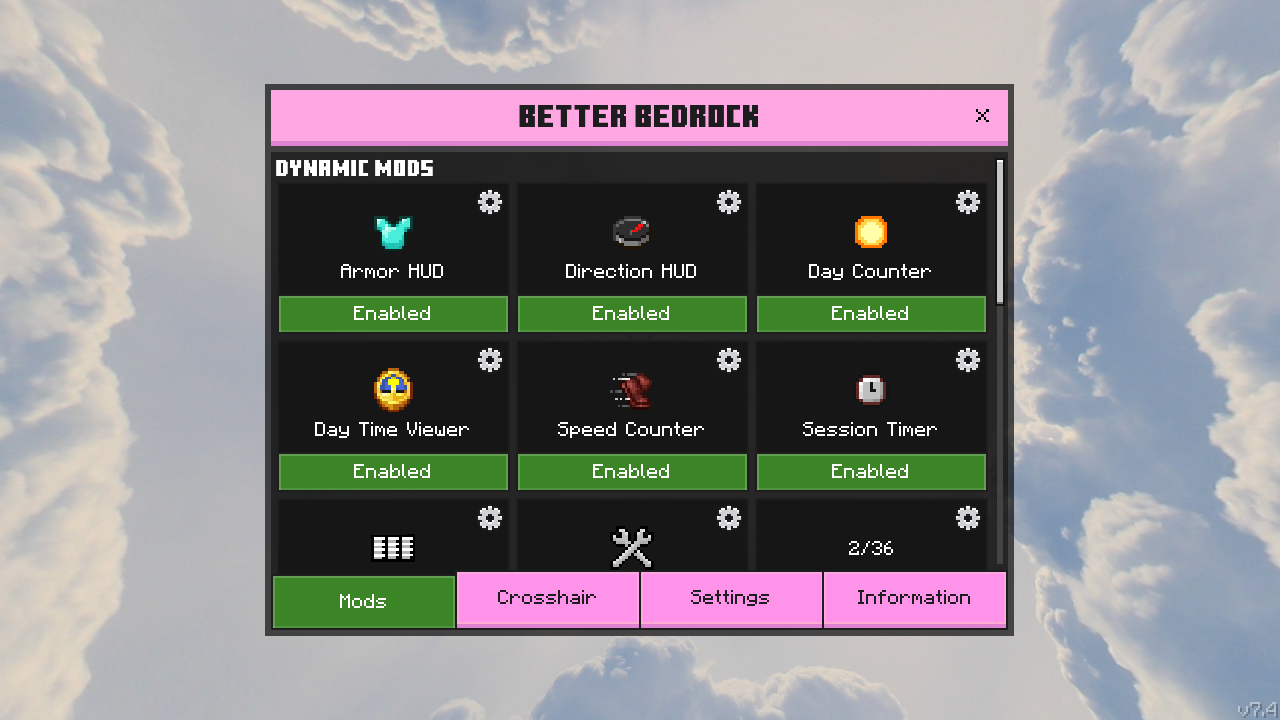 BETTER BEDROCK
DYNAMIC MODS
Armor HUD
Direction HUD
Day Counter
Enabled
Enabled
Enabled
Day Time Viewer
Speed Counter
Session Timer
Enabled
Enabled
Enabled
2/36
Mods
Crosshair
Settings
Information
v7.4